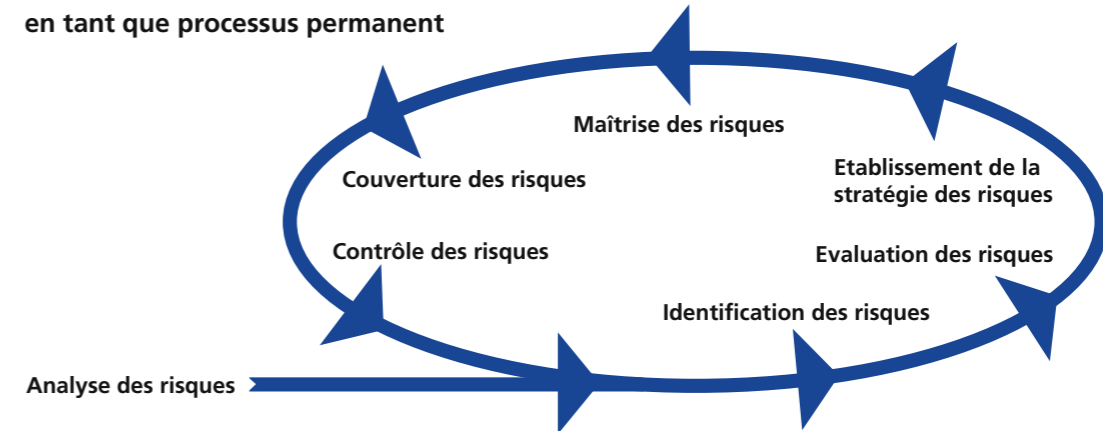 en tant que processus permanent
Maîtrise des risques
Couverture des risques
Etablissement de la
stratégie des risques
Contrôle des risques
Evaluation des risques
Identification des risques
Analyse des risques